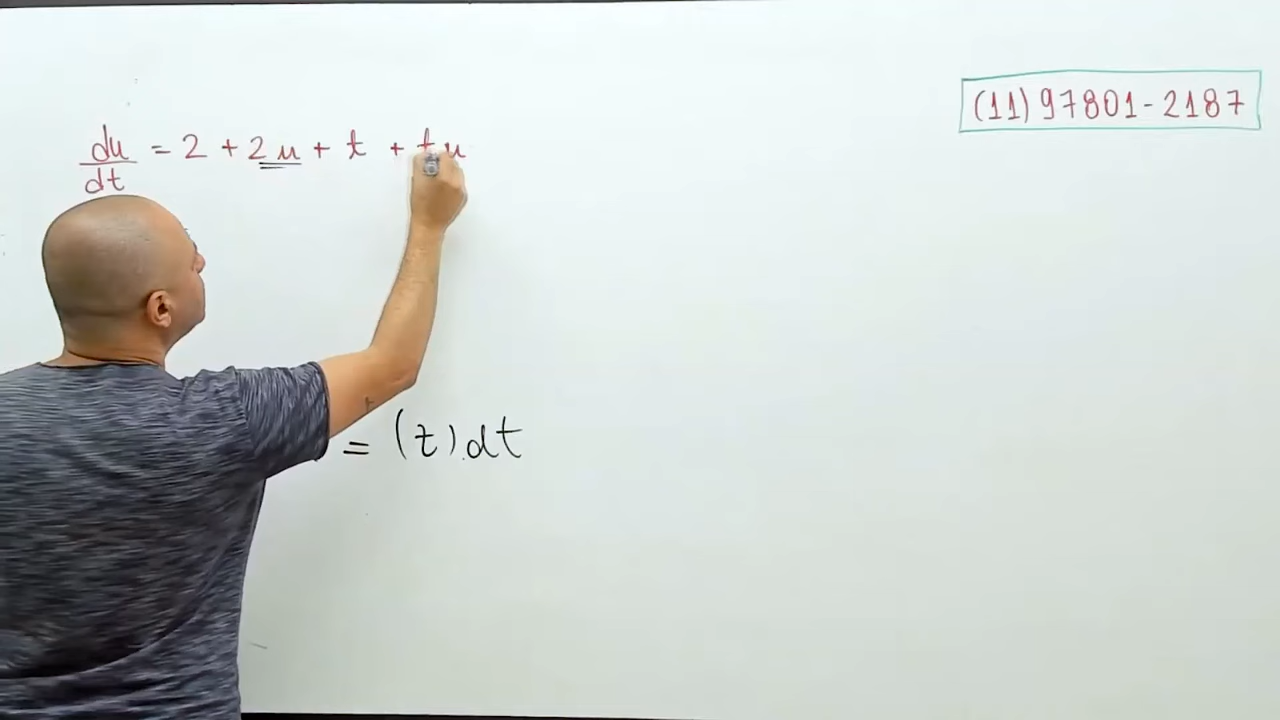 du/dt = 2 + 2u + t + tu
(11) 97801-2187
= (t) dt